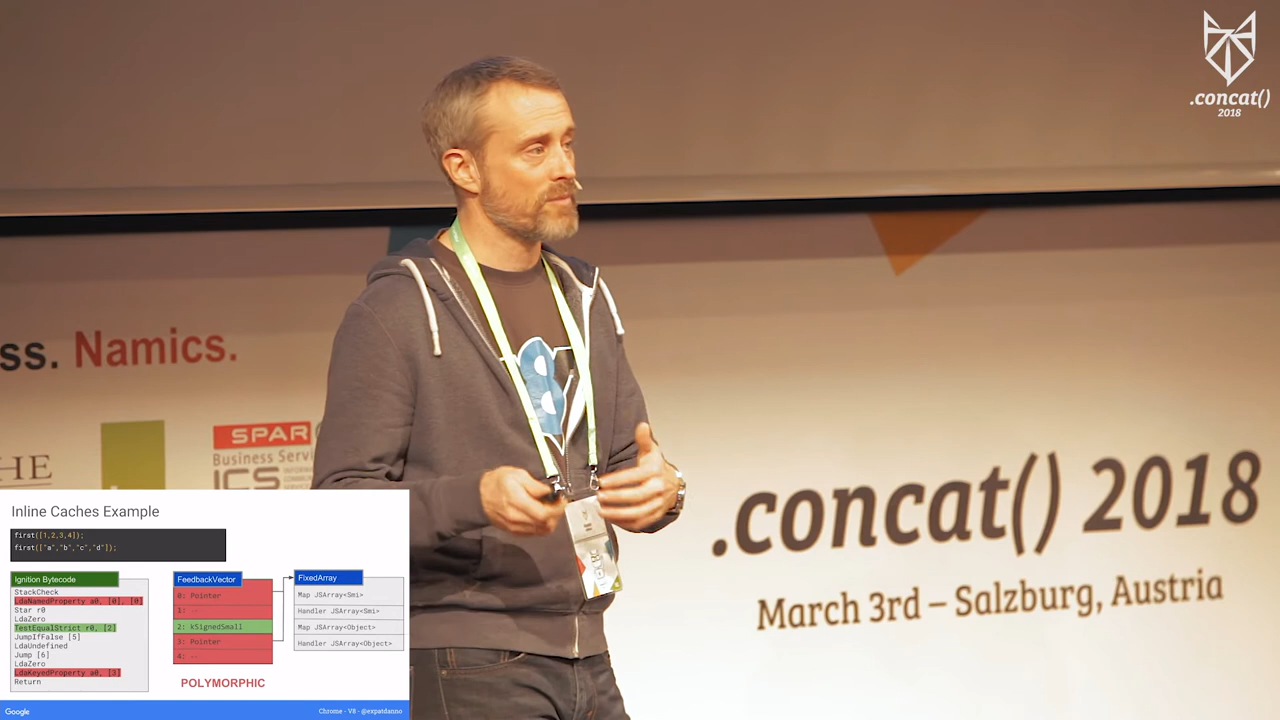 .concat()
2018
ss. Namics.
HE
SPAR
Business Servi
ICS
.concat() 2018
March 3rd – Salzburg, Austria
Inline Caches Example
first([1,2,3,4]);
first(["a","b","c","d"]);
Ignition Bytecode
StackCheck
LdaNamedProperty a0, [0], [0]
Star r0
LdaZero
TestEqualStrict r0, [2]
JumpIfFalse [5]
LdaUndefined
Jump [6]
LdaZero
LdaKeyedProperty a0, [3]
Return
FeedbackVector
0: Pointer
1: --
2: kSignedSmall
3: Pointer
4: --
POLYMORPHIC
FixedArray
Map JSArray<Smi>
Handler JSArray<Smi>
Map JSArray<Object>
Handler JSArray<Object>
Google
Chrome - V8 - @expatdanno